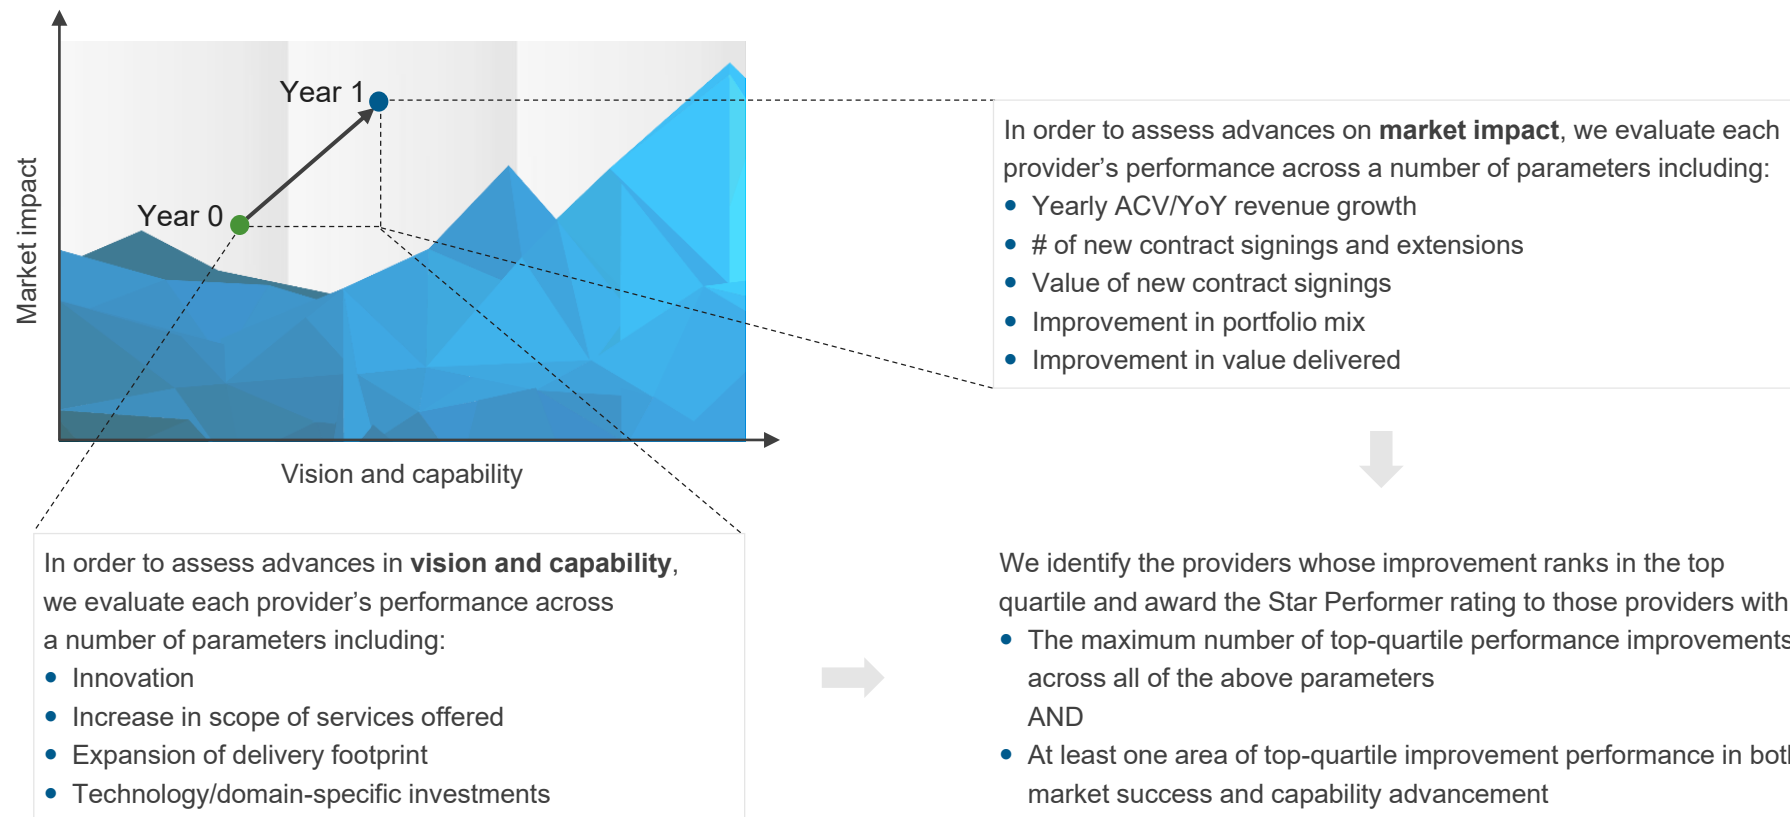 Year 1
Year 0
Market impact
Vision and capability
In order to assess advances on market impact, we evaluate each
provider’s performance across a number of parameters including:
● Yearly ACV/YoY revenue growth
● # of new contract signings and extensions
● Value of new contract signings
● Improvement in portfolio mix
● Improvement in value delivered
In order to assess advances in vision and capability,
we evaluate each provider’s performance across
a number of parameters including:
● Innovation
● Increase in scope of services offered
● Expansion of delivery footprint
● Technology/domain-specific investments
We identify the providers whose improvement ranks in the top
quartile and award the Star Performer rating to those providers with
● The maximum number of top-quartile performance improvements
across all of the above parameters
AND
● At least one area of top-quartile improvement performance in both
market success and capability advancement